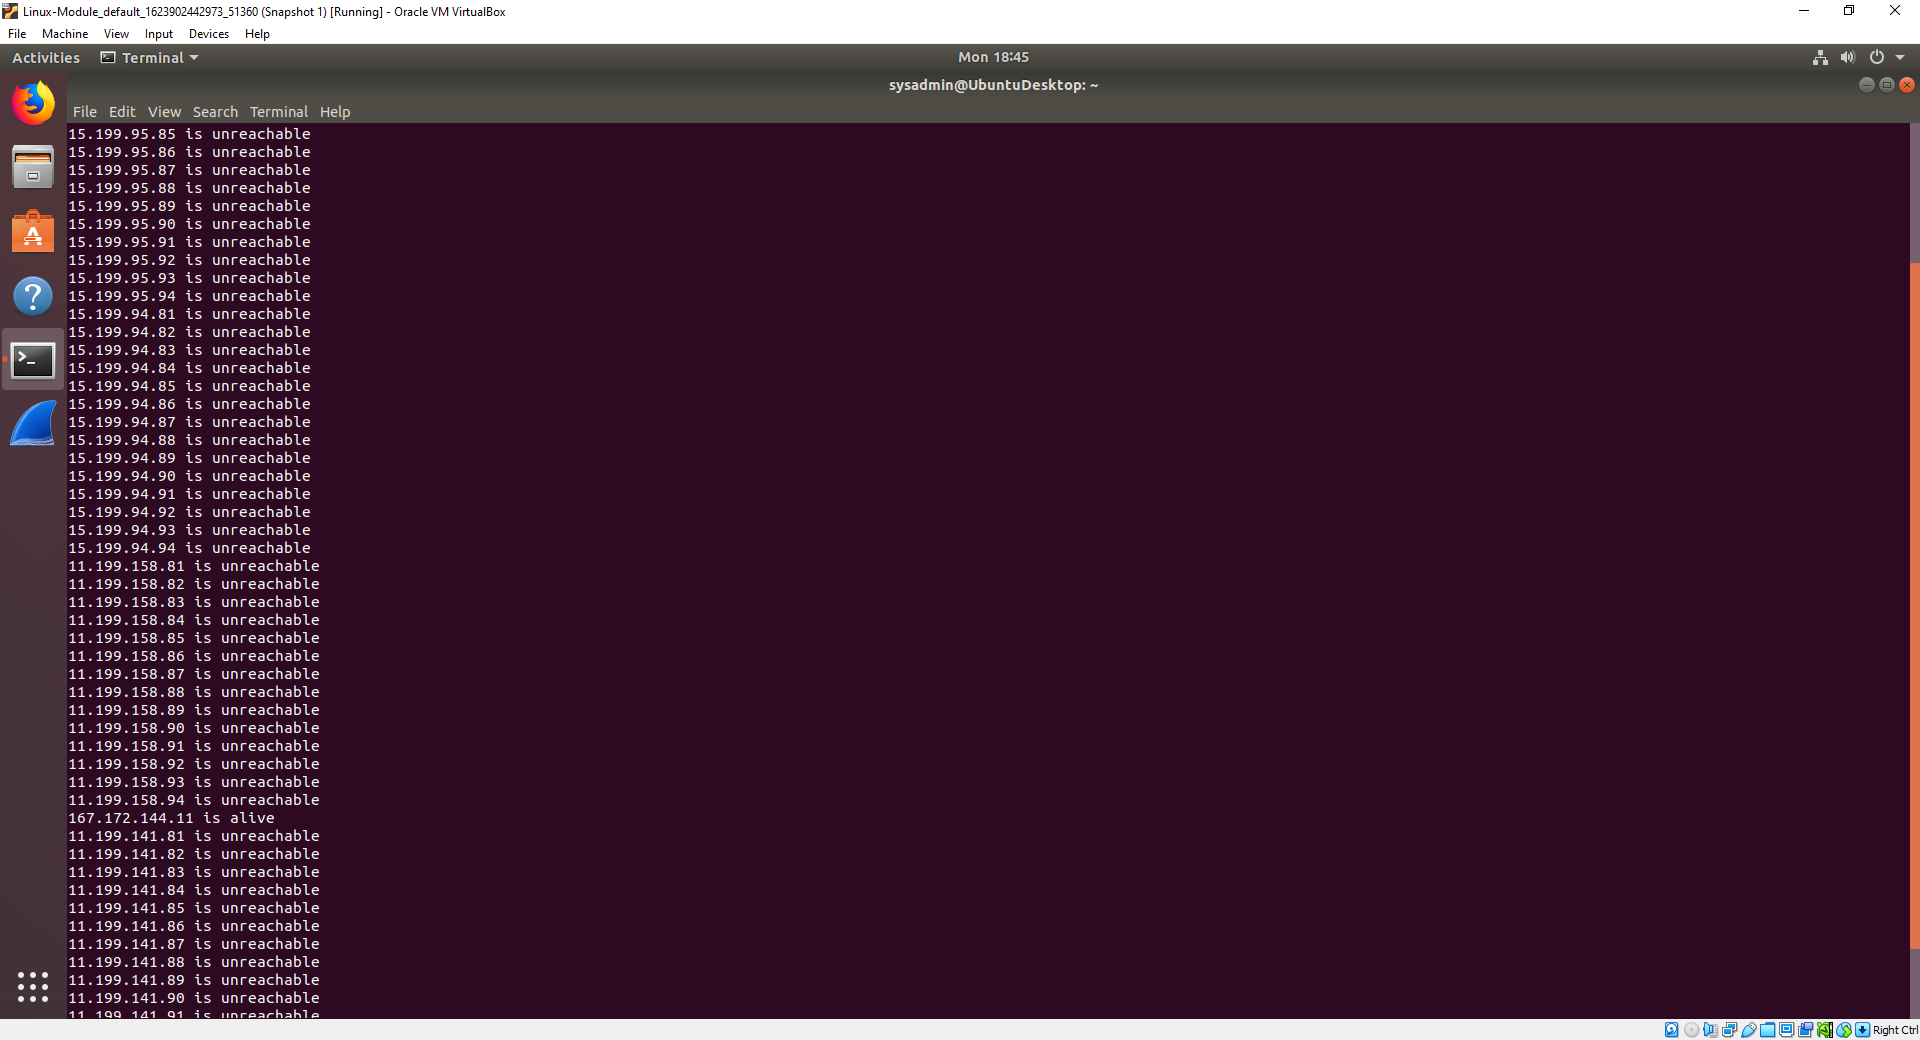 Linux-Module_default_1623902442973_51360 (Snapshot 1) [Running] - Oracle VM VirtualBox
File Machine View Input Devices Help
Activities Terminal Mon 18:45
sysadmin@UbuntuDesktop: ~
File Edit View Search Terminal Help
15.199.95.85 is unreachable
15.199.95.86 is unreachable
15.199.95.87 is unreachable
15.199.95.88 is unreachable
15.199.95.89 is unreachable
15.199.95.90 is unreachable
15.199.95.91 is unreachable
15.199.95.92 is unreachable
15.199.95.93 is unreachable
15.199.95.94 is unreachable
15.199.94.81 is unreachable
15.199.94.82 is unreachable
15.199.94.83 is unreachable
15.199.94.84 is unreachable
15.199.94.85 is unreachable
15.199.94.86 is unreachable
15.199.94.87 is unreachable
15.199.94.88 is unreachable
15.199.94.89 is unreachable
15.199.94.90 is unreachable
15.199.94.91 is unreachable
15.199.94.92 is unreachable
15.199.94.93 is unreachable
15.199.94.94 is unreachable
11.199.158.81 is unreachable
11.199.158.82 is unreachable
11.199.158.83 is unreachable
11.199.158.84 is unreachable
11.199.158.85 is unreachable
11.199.158.86 is unreachable
11.199.158.87 is unreachable
11.199.158.88 is unreachable
11.199.158.89 is unreachable
11.199.158.90 is unreachable
11.199.158.91 is unreachable
11.199.158.92 is unreachable
11.199.158.93 is unreachable
11.199.158.94 is unreachable
167.172.144.11 is alive
11.199.141.81 is unreachable
11.199.141.82 is unreachable
11.199.141.83 is unreachable
11.199.141.84 is unreachable
11.199.141.85 is unreachable
11.199.141.86 is unreachable
11.199.141.87 is unreachable
11.199.141.88 is unreachable
11.199.141.89 is unreachable
11.199.141.90 is unreachable
11.199.141.91 is unreachable
Right Ctrl